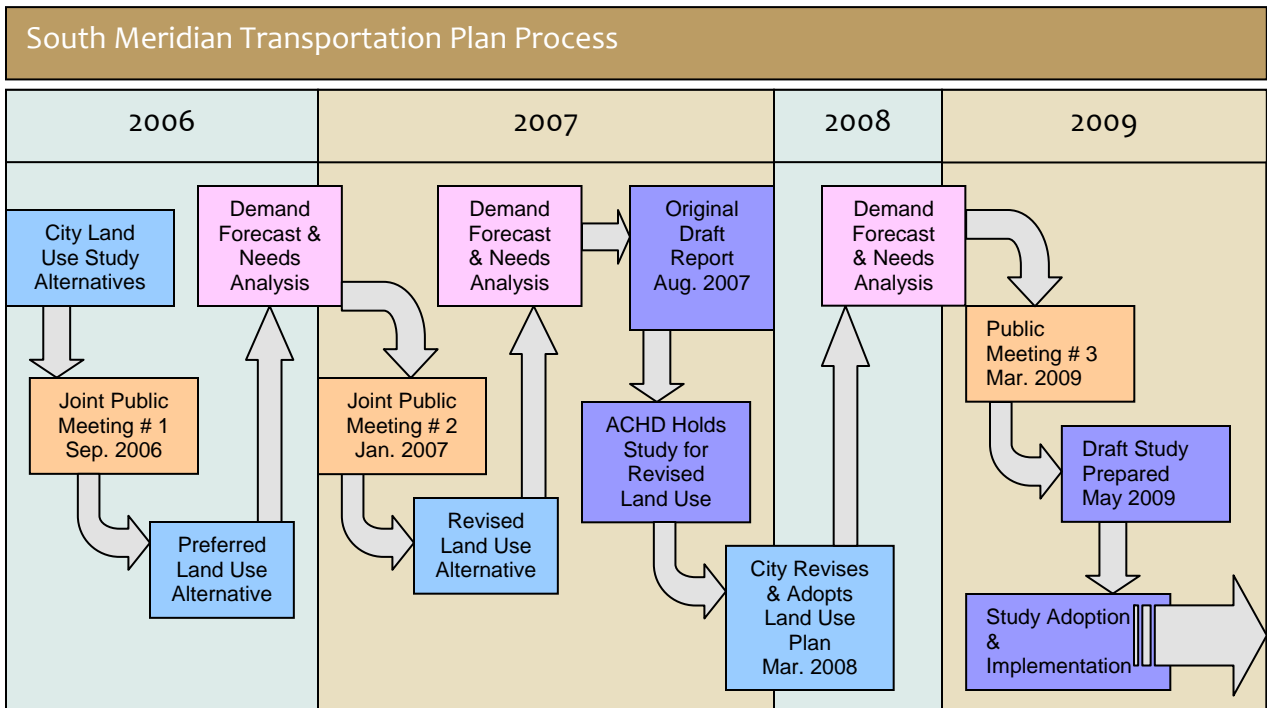 South Meridian Transportation Plan Process
2006
2007
2008
2009
City Land
Use Study
Alternatives
Joint Public
Meeting # 1
Sep. 2006
Preferred
Land Use
Alternative
Demand
Forecast &
Needs
Analysis
Joint Public
Meeting # 2
Jan. 2007
Revised
Land Use
Alternative
Demand
Forecast
& Needs
Analysis
Original
Draft
Report
Aug. 2007
ACHD Holds
Study for
Revised
Land Use
City Revises
& Adopts
Land Use
Plan
Mar. 2008
Demand
Forecast
& Needs
Analysis
Public
Meeting # 3
Mar. 2009
Draft Study
Prepared
May 2009
Study Adoption
&
Implementation